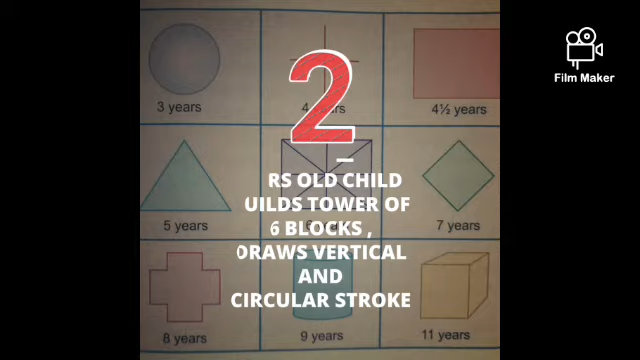 Film Maker
3 years
4½ years
2
RS OLD CHILD
UILDS TOWER OF
5 years
7 years
6 BLOCKS ,
DRAWS VERTICAL
AND
CIRCULAR STROKE
8 years
9 years
11 years